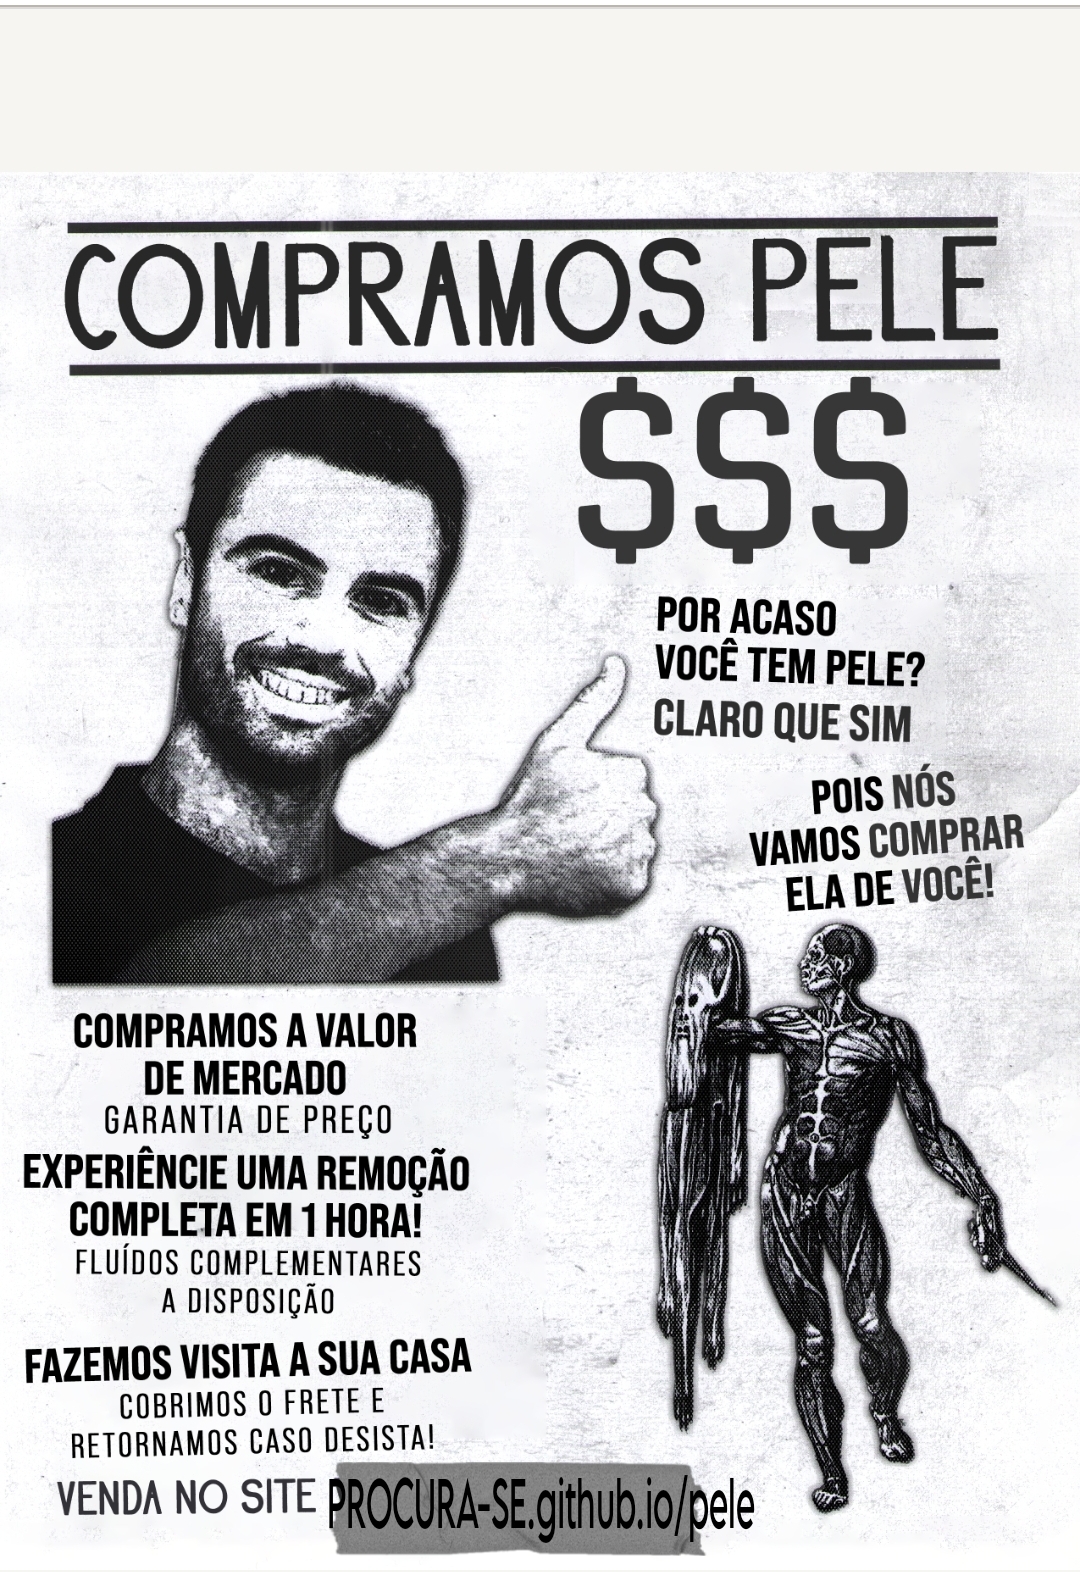 COMPRAMOS PELE
$$$
POR ACASO
VOCÊ TEM PELE?
CLARO QUE SIM
POIS NÓS
VAMOS COMPRAR
ELA DE VOCÊ!
COMPRAMOS A VALOR
DE MERCADO
GARANTIA DE PREÇO
EXPERIÊNCIE UMA REMOÇÃO
COMPLETA EM 1 HORA!
FLUÍDOS COMPLEMENTARES
A DISPOSIÇÃO
FAZEMOS VISITA A SUA CASA
COBRIMOS O FRETE E
RETORNAMOS CASO DESISTA!
VENDA NO SITE PROCURA-SE.github.io/pele